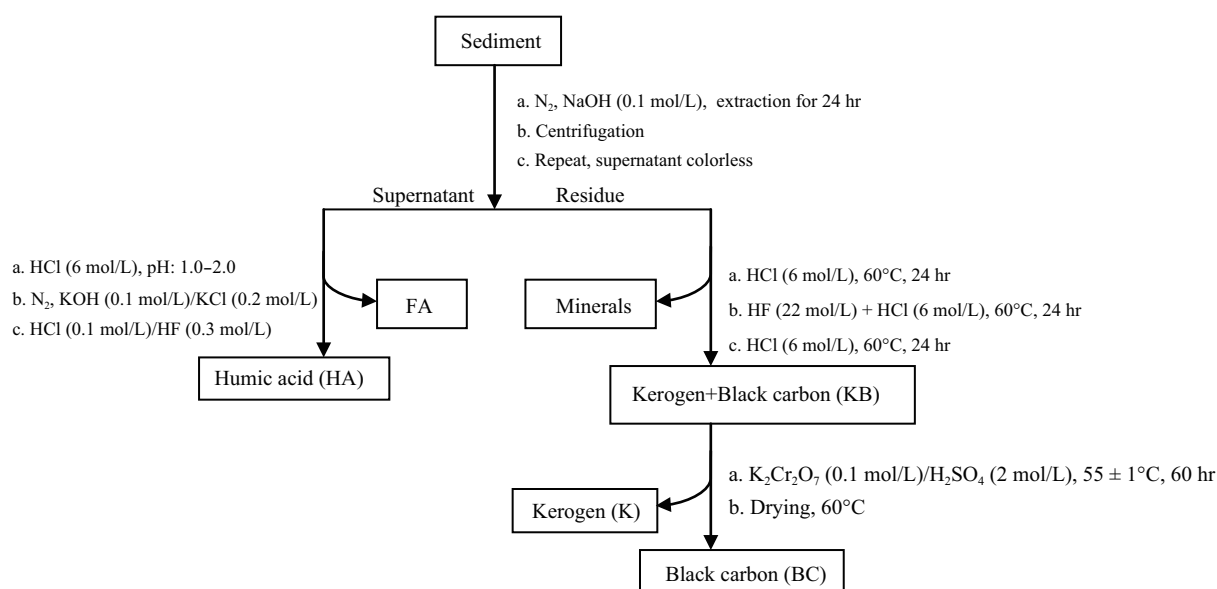 Sediment
a. N₂, NaOH (0.1 mol/L), extraction for 24 hr
b. Centrifugation
c. Repeat, supernatant colorless
Supernatant
Residue
a. HCl (6 mol/L), pH: 1.0–2.0
b. N₂, KOH (0.1 mol/L)/KCl (0.2 mol/L)
c. HCl (0.1 mol/L)/HF (0.3 mol/L)
FA
Humic acid (HA)
Minerals
a. HCl (6 mol/L), 60°C, 24 hr
b. HF (22 mol/L) + HCl (6 mol/L), 60°C, 24 hr
c. HCl (6 mol/L), 60°C, 24 hr
Kerogen+Black carbon (KB)
a. K₂Cr₂O₇ (0.1 mol/L)/H₂SO₄ (2 mol/L), 55 ± 1°C, 60 hr
b. Drying, 60°C
Kerogen (K)
Black carbon (BC)